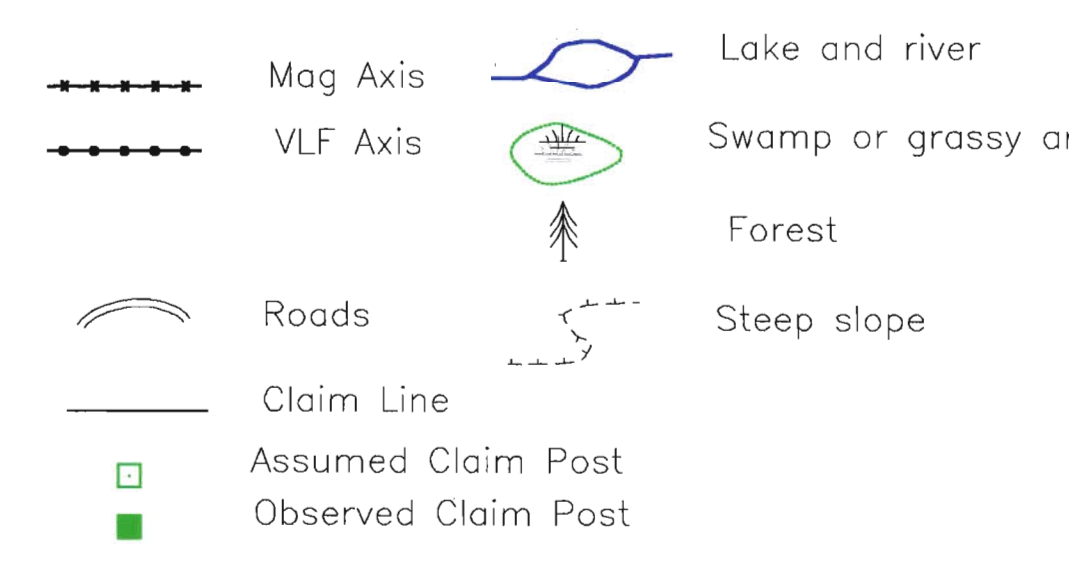 Mag Axis
VLF Axis
Roads
Claim Line
Assumed Claim Post
Observed Claim Post
Lake and river
Swamp or grassy
Forest
Steep slope